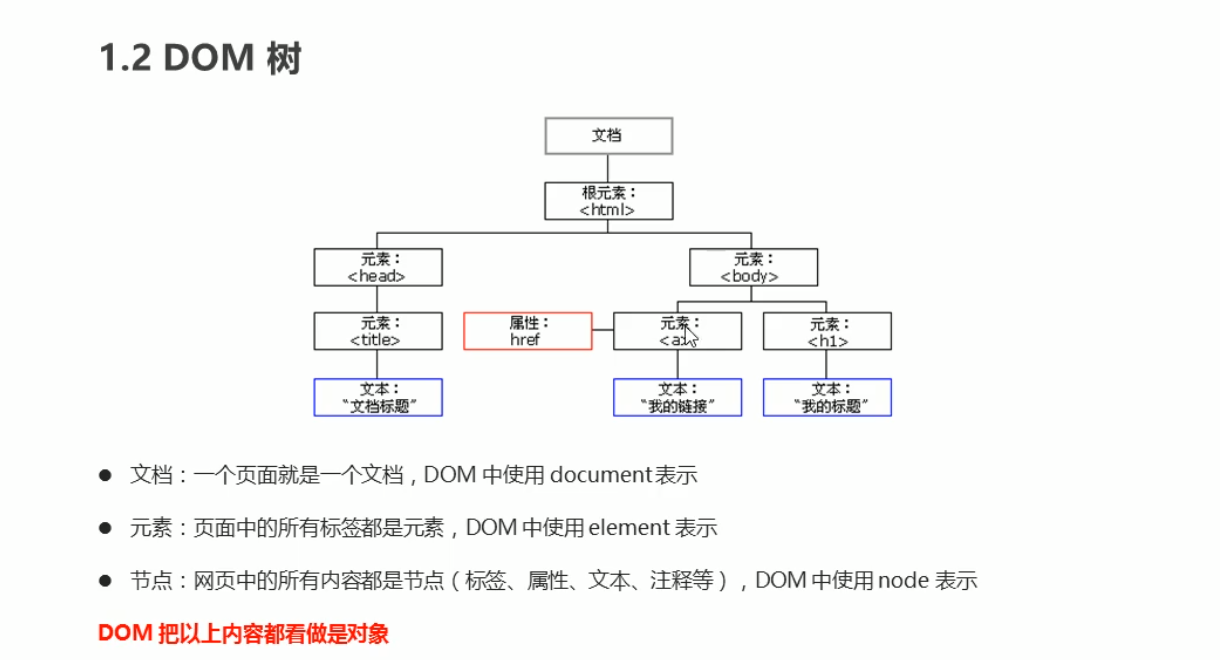 1.2 DOM 树
文档
根元素：
<html>
元素：
<head>
元素：
<body>
元素：
<title>
属性：
href
元素：
<a>
元素：
<h1>
文本：
“文档标题”
文本：
“我的链接”
文本：
“我的标题”
● 文档：一个页面就是一个文档，DOM 中使用 document 表示
● 元素：页面中的所有标签都是元素，DOM 中使用 element 表示
● 节点：网页中的所有内容都是节点（标签、属性、文本、注释等），DOM 中使用 node 表示
DOM 把以上内容都看做是对象